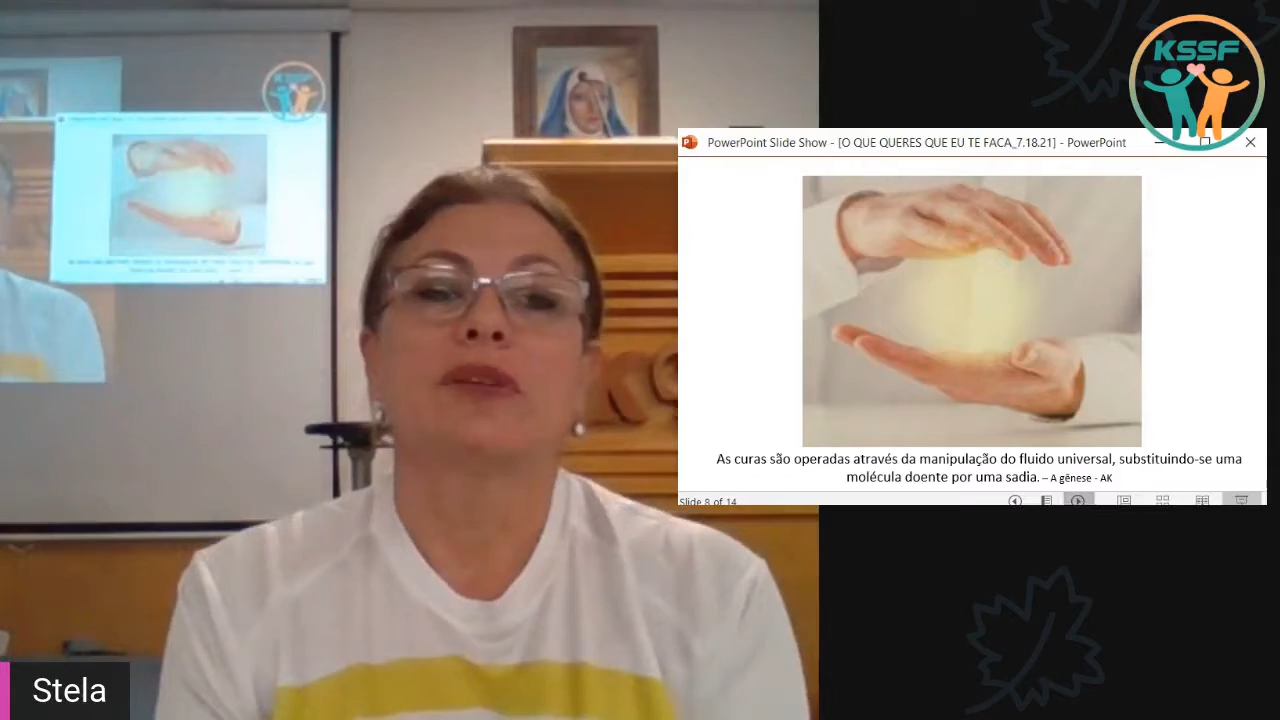 KSSF
KSSF
PowerPoint Slide Show - [O QUE QUERES QUE EU TE FACA_7.18.21] - PowerPoint
As curas são operadas através da manipulação do fluido universal, substituindo-se uma
molécula doente por uma sadia. – A gênese - AK
Slide 8 of 14
Stela